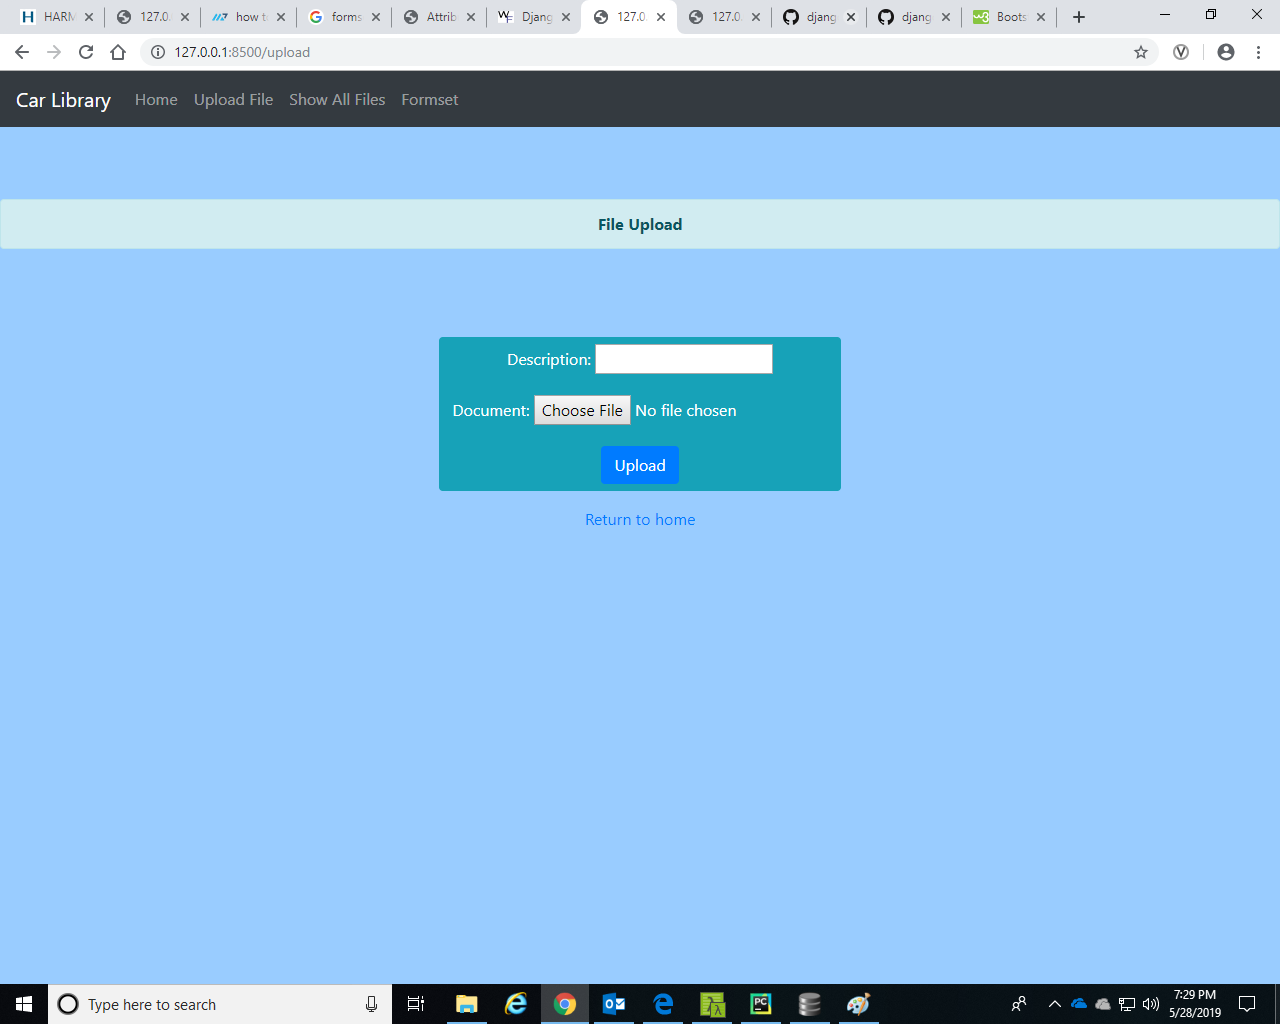 HARM 127.0. how to forms Attrib Djang 127.0. 127.0. djang djang Boots
127.0.0.1:8500/upload
Car Library Home Upload File Show All Files Formset
File Upload
Description:
Document: Choose File No file chosen
Upload
Return to home
Type here to search
7:29 PM
5/28/2019